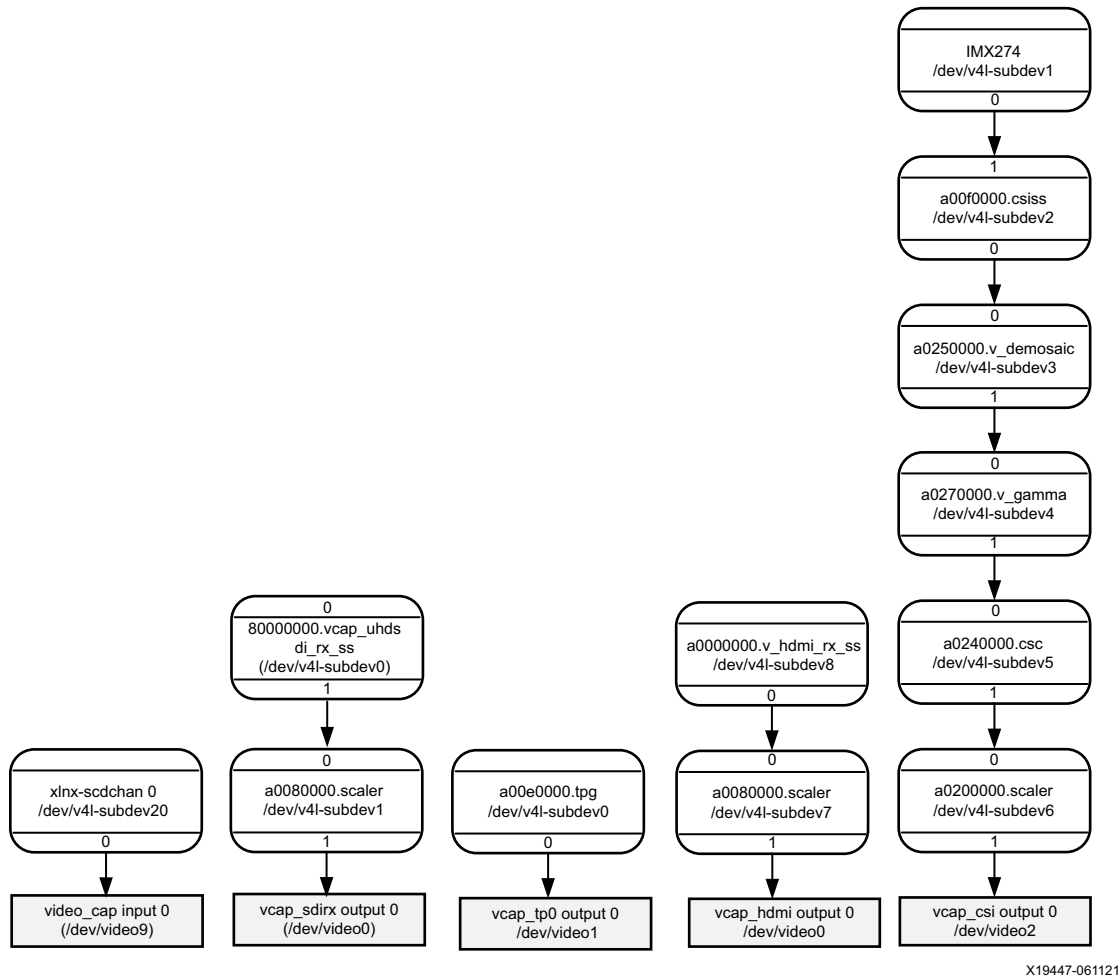 IMX274
/dev/v4l-subdev1
0
1
a00f0000.csiss
/dev/v4l-subdev2
0
0
a0250000.v_demosaic
/dev/v4l-subdev3
1
0
a0270000.v_gamma
/dev/v4l-subdev4
1
0
80000000.vcap_uhds
di_rx_ss
(/dev/v4l-subdev0)
1
a0000000.v_hdmi_rx_ss
/dev/v4l-subdev8
0
0
a0240000.csc
/dev/v4l-subdev5
1
xlnx-scdchan 0
/dev/v4l-subdev20
0
0
a0080000.scaler
/dev/v4l-subdev1
1
a00e0000.tpg
/dev/v4l-subdev0
0
0
a0080000.scaler
/dev/v4l-subdev7
1
0
a0200000.scaler
/dev/v4l-subdev6
1
video_cap input 0
(/dev/video9)
vcap_sdirx output 0
(/dev/video0)
vcap_tp0 output 0
/dev/video1
vcap_hdmi output 0
/dev/video0
vcap_csi output 0
/dev/video2
X19447-061121